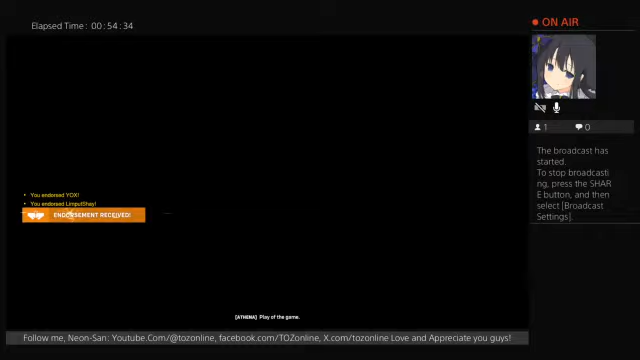 Elapsed Time: 00:54:34
ON AIR
1
0
The broadcast has
started.
To stop broadcasti
ng, press the SHAR
E button, and then
select [Broadcast
Settings].
• You endorsed YOX!
• You endorsed LimputShay!
ENDORSEMENT RECEIVED!
[ATHENA] Play of the game.
Follow me, Neon-San: Youtube.Com/@tozonline, facebook.com/TOZonline, X.com/tozonline Love and Appreciate you guys!